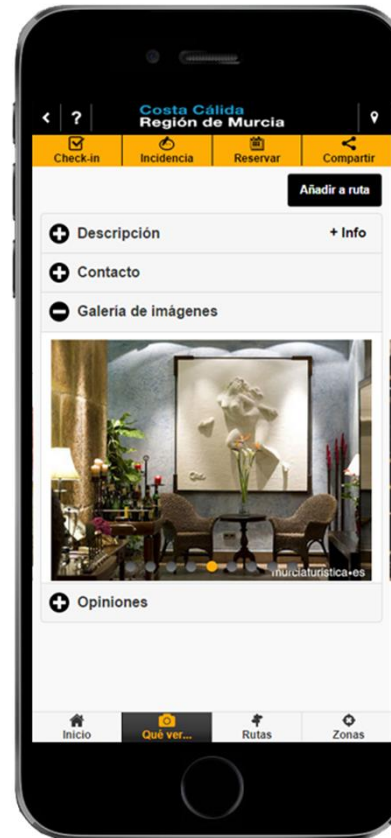 ?
Costa Cálida
Región de Murcia
Check-in Incidencia Reservar Compartir
Añadir a ruta
Descripción + Info
Contacto
Galería de imágenes
murciaturistica•es
Opiniones
Inicio Qué ver... Rutas Zonas